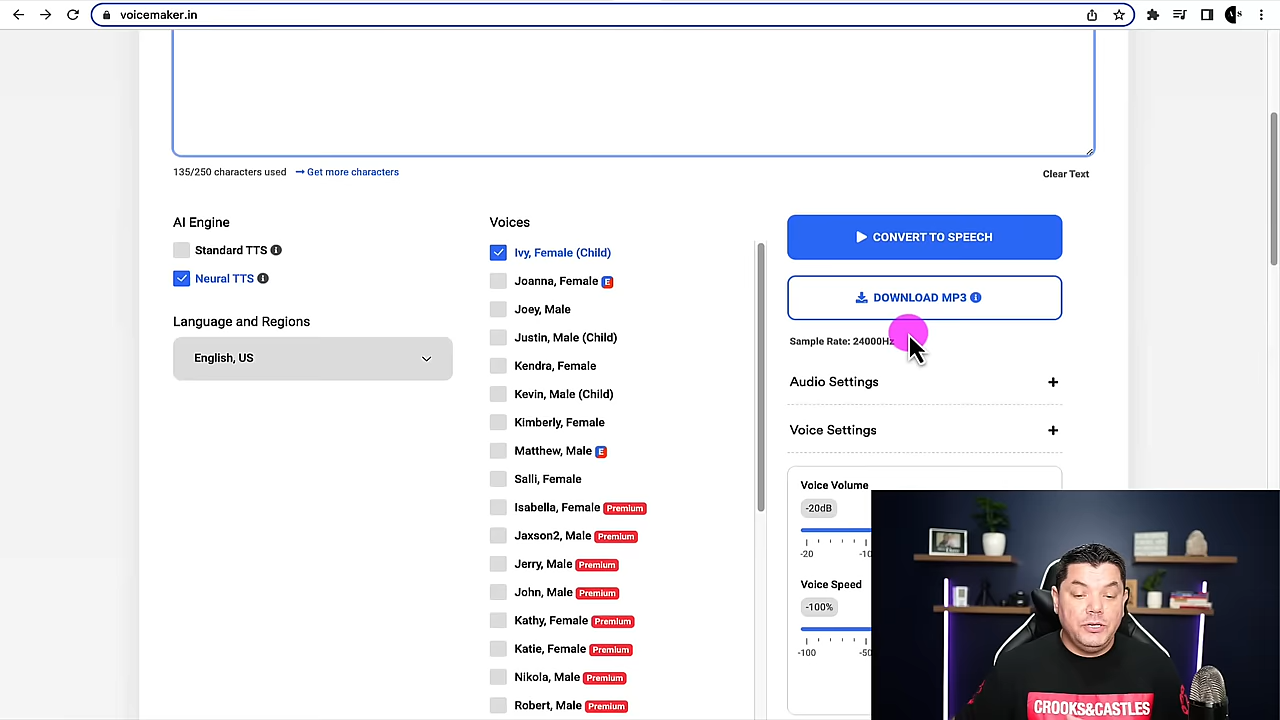 voicemaker.in
135/250 characters used → Get more characters
Clear Text
AI Engine
Standard TTS
Neural TTS
Language and Regions
English, US
Voices
Ivy, Female (Child)
Joanna, Female E
Joey, Male
Justin, Male (Child)
Kendra, Female
Kevin, Male (Child)
Kimberly, Female
Matthew, Male E
Salli, Female
Isabella, Female Premium
Jaxson2, Male Premium
Jerry, Male Premium
John, Male Premium
Kathy, Female Premium
Katie, Female Premium
Nikola, Male Premium
Robert, Male Premium
CONVERT TO SPEECH
DOWNLOAD MP3
Sample Rate: 24000Hz
Audio Settings +
Voice Settings +
Voice Volume
-20dB
-20 -10
Voice Speed
-100%
-100 -50
CROOKS&CASTLES